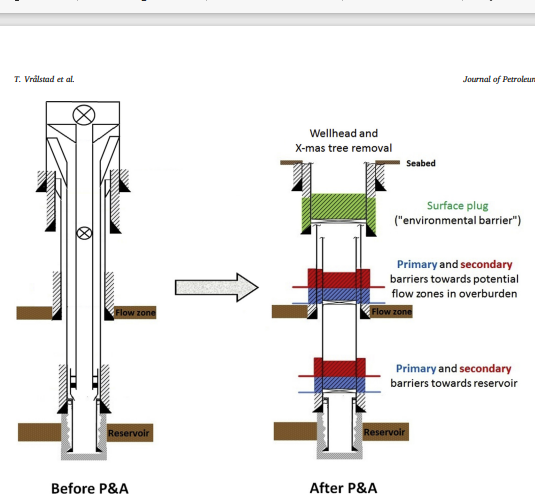 T. Vrålstad et al.
Journal of Petroleum
Wellhead and
X-mas tree removal
Seabed
Surface plug
("environmental barrier")
Primary and secondary
barriers towards potential
flow zones in overburden
Flow zone
Flow zone
Primary and secondary
barriers towards reservoir
Reservoir
Reservoir
Before P&A
After P&A